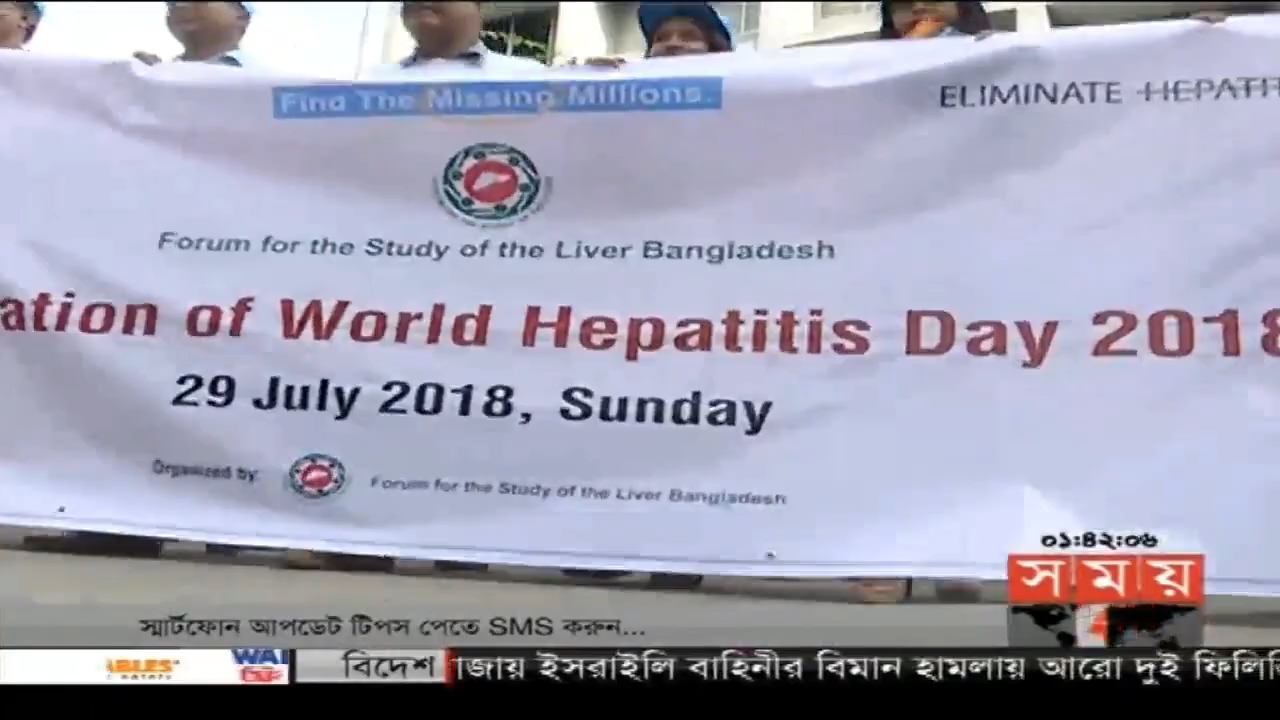 Find The Missing Millions.
ELIMINATE HEPATIT
Forum for the Study of the Liver Bangladesh
ation of World Hepatitis Day 2018
29 July 2018, Sunday
Organized by: Forum for the Study of the Liver Bangladesh
০১:৪২:০৬
সময়
স্মার্টফোন আপডেট টিপস পেতে SMS করুন...
বিদেশ াজায় ইসরাইলি বাহিনীর বিমান হামলায় আরো দুই ফিলি